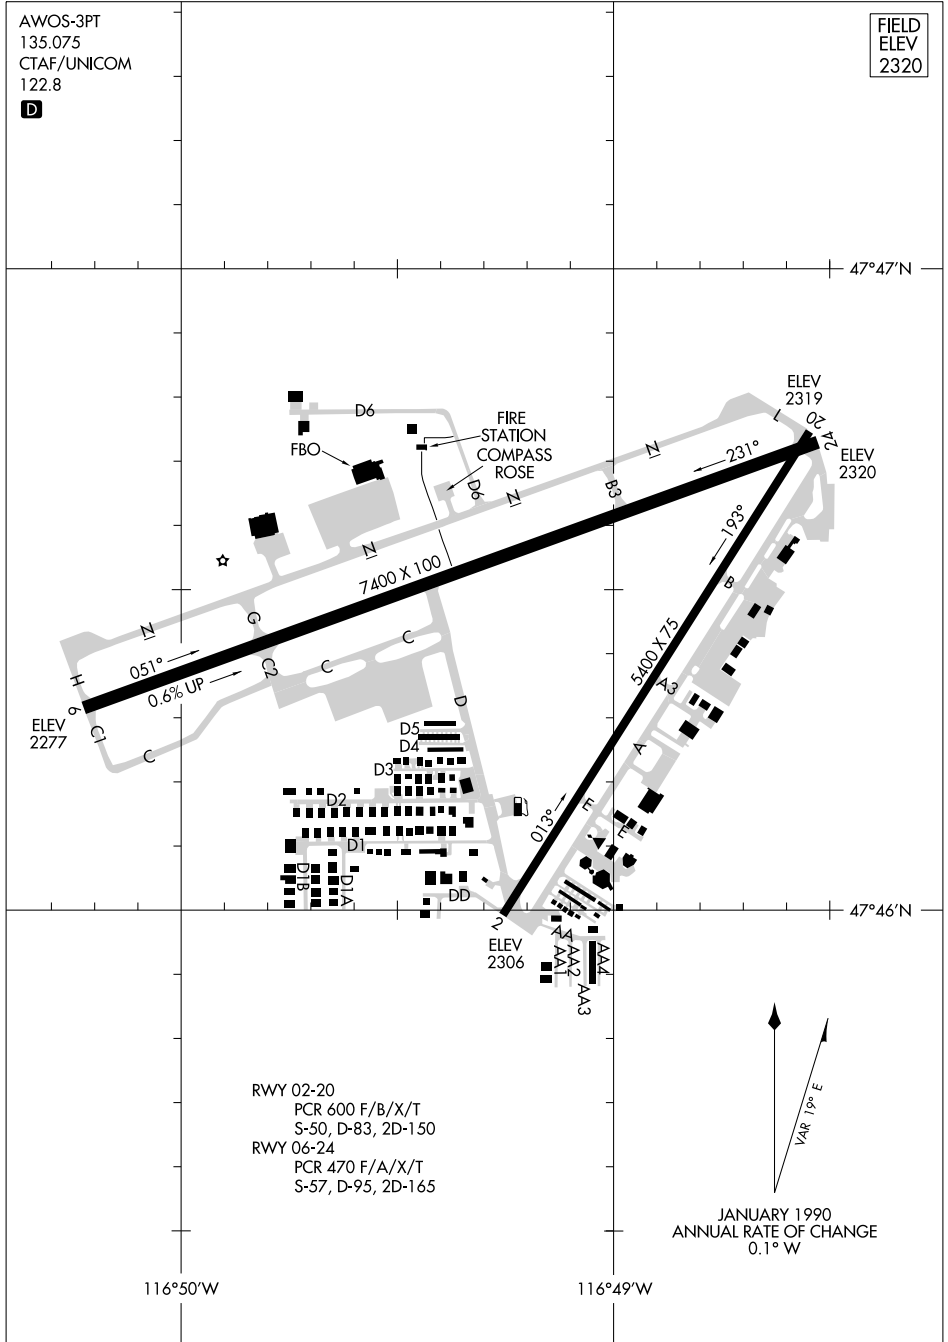 AWOS-3PT
135.075
CTAF/UNICOM
122.8
D
FIELD
ELEV
2320
47°47'N
ELEV
2319
20
24
ELEV
2320
D6
FIRE
STATION
FBO
COMPASS
ROSE
D6
N
N
B3
231°
193°
N
7400 X 100
B
N
G
C
C
C2
051°
0.6% UP
H
6
ELEV
2277
C1
C
D
5400 X 75
A3
A
D5
D4
D3
D2
D1
D1B
D1A
DD
013°
E
F
47°46'N
2
ELEV
2306
AA
AA1
AA2
AA3
AA4
RWY 02-20
PCR 600 F/B/X/T
S-50, D-83, 2D-150
RWY 06-24
PCR 470 F/A/X/T
S-57, D-95, 2D-165
VAR 19° E
JANUARY 1990
ANNUAL RATE OF CHANGE
0.1° W
116°50'W
116°49'W